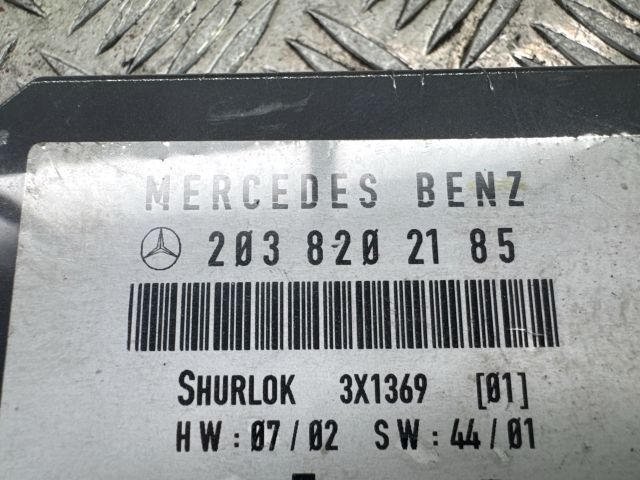 MERCEDES BENZ
203 820 21 85
SHURLOK 3X1369 [01]
HW: 07/02 SW: 44/01